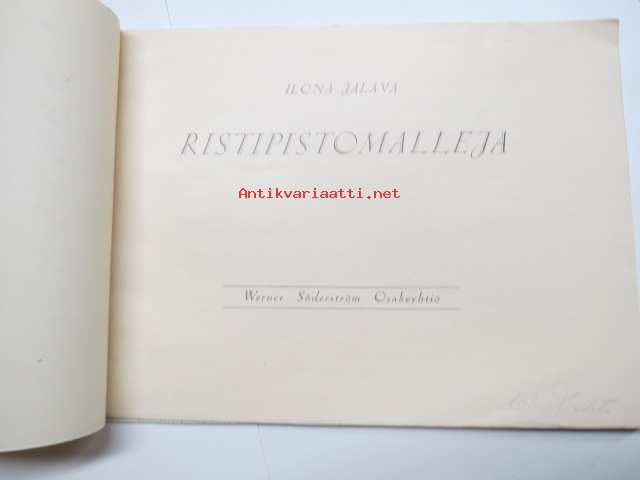 ILONA JALAVA
RISTIPISTOMALLEJA
Antikvariaatti.net
Werner Söderström Osakeyhtiö